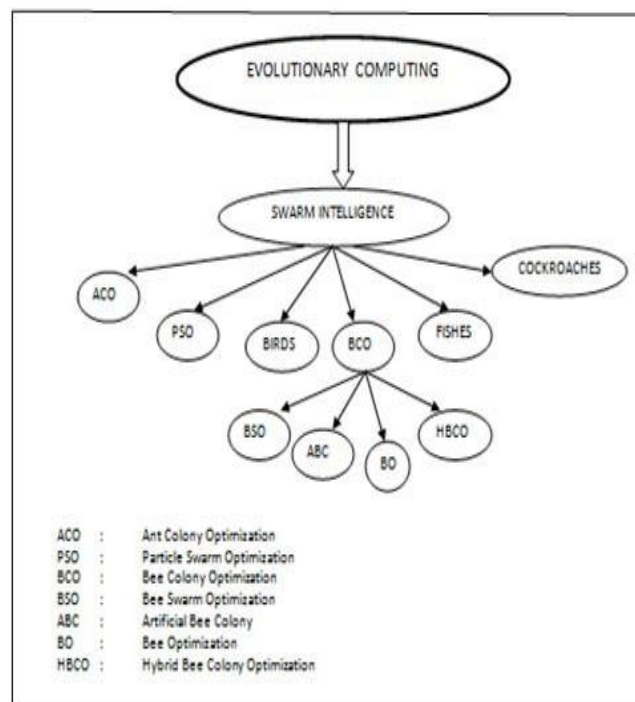 EVOLUTIONARY COMPUTING
SWARM INTELLIGENCE
COCKROACHES
ACO
PSO
BIRDS
BCO
FISHES
BSO
ABC
BO
HBCO
ACO : Ant Colony Optimization
PSO : Particle Swarm Optimization
BCO : Bee Colony Optimization
BSO : Bee Swarm Optimization
ABC : Artificial Bee Colony
BO : Bee Optimization
HBCO : Hybrid Bee Colony Optimization